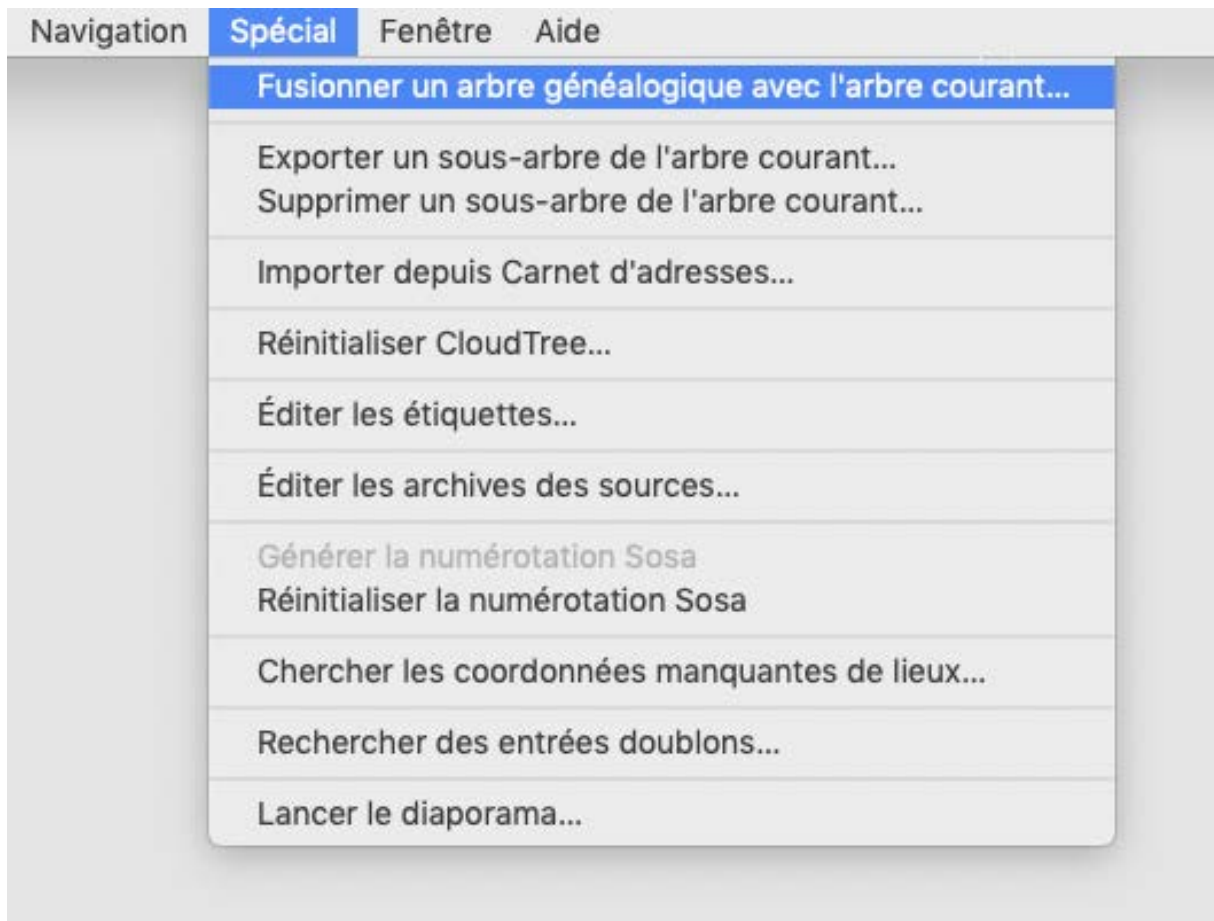 Navigation Spécial Fenêtre Aide
Fusionner un arbre généalogique avec l'arbre courant...
Exporter un sous-arbre de l'arbre courant...
Supprimer un sous-arbre de l'arbre courant...
Importer depuis Carnet d'adresses...
Réinitialiser CloudTree...
Éditer les étiquettes...
Éditer les archives des sources...
Générer la numérotation Sosa
Réinitialiser la numérotation Sosa
Chercher les coordonnées manquantes de lieux...
Rechercher des entrées doublons...
Lancer le diaporama...